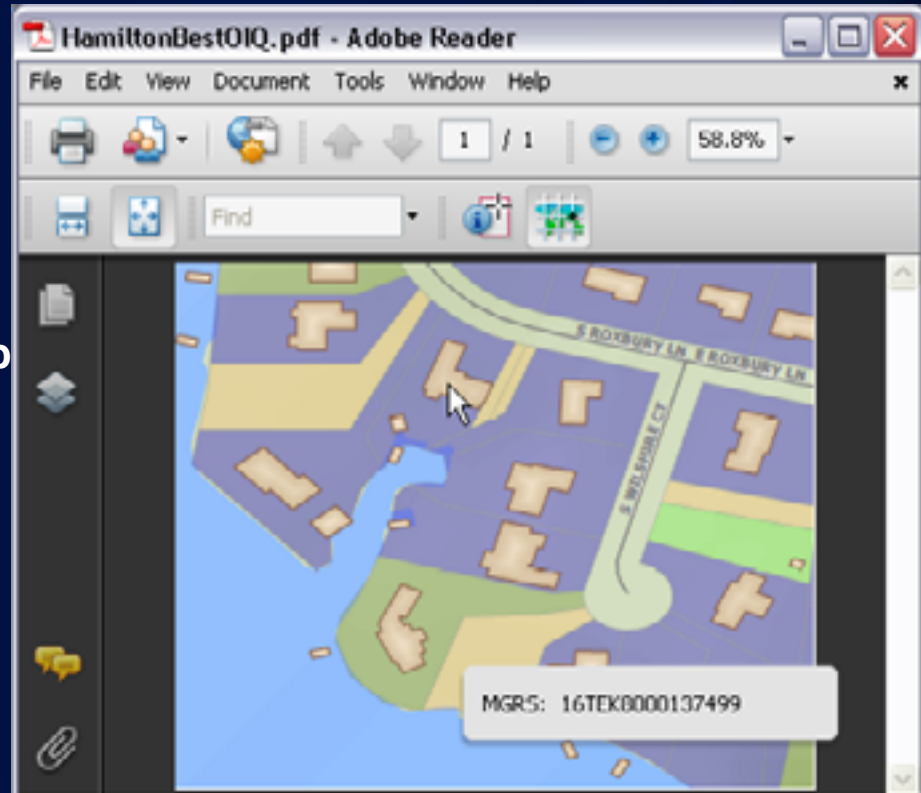 HamiltonBestOIQ.pdf - Adobe Reader
File Edit View Document Tools Window Help
1 / 1 58.8%
Find
S ROXBURY LN E ROXBURY LN
S WILSHIRE CT
MGRS: 16TEK8000137499